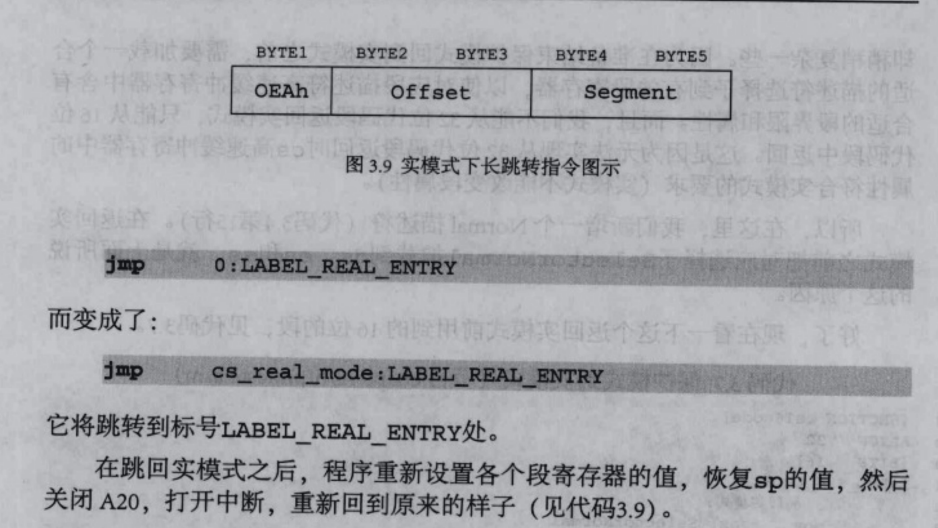 BYTE1 BYTE2 BYTE3 BYTE4 BYTE5
OEAh Offset Segment
图 3.9 实模式下长跳转指令图示
jmp 0:LABEL_REAL_ENTRY
而变成了：
jmp cs_real_mode:LABEL_REAL_ENTRY
它将跳转到标号LABEL_REAL_ENTRY处。
在跳回实模式之后，程序重新设置各个段寄存器的值，恢复sp的值，然后
关闭 A20，打开中断，重新回到原来的样子（见代码3.9）。